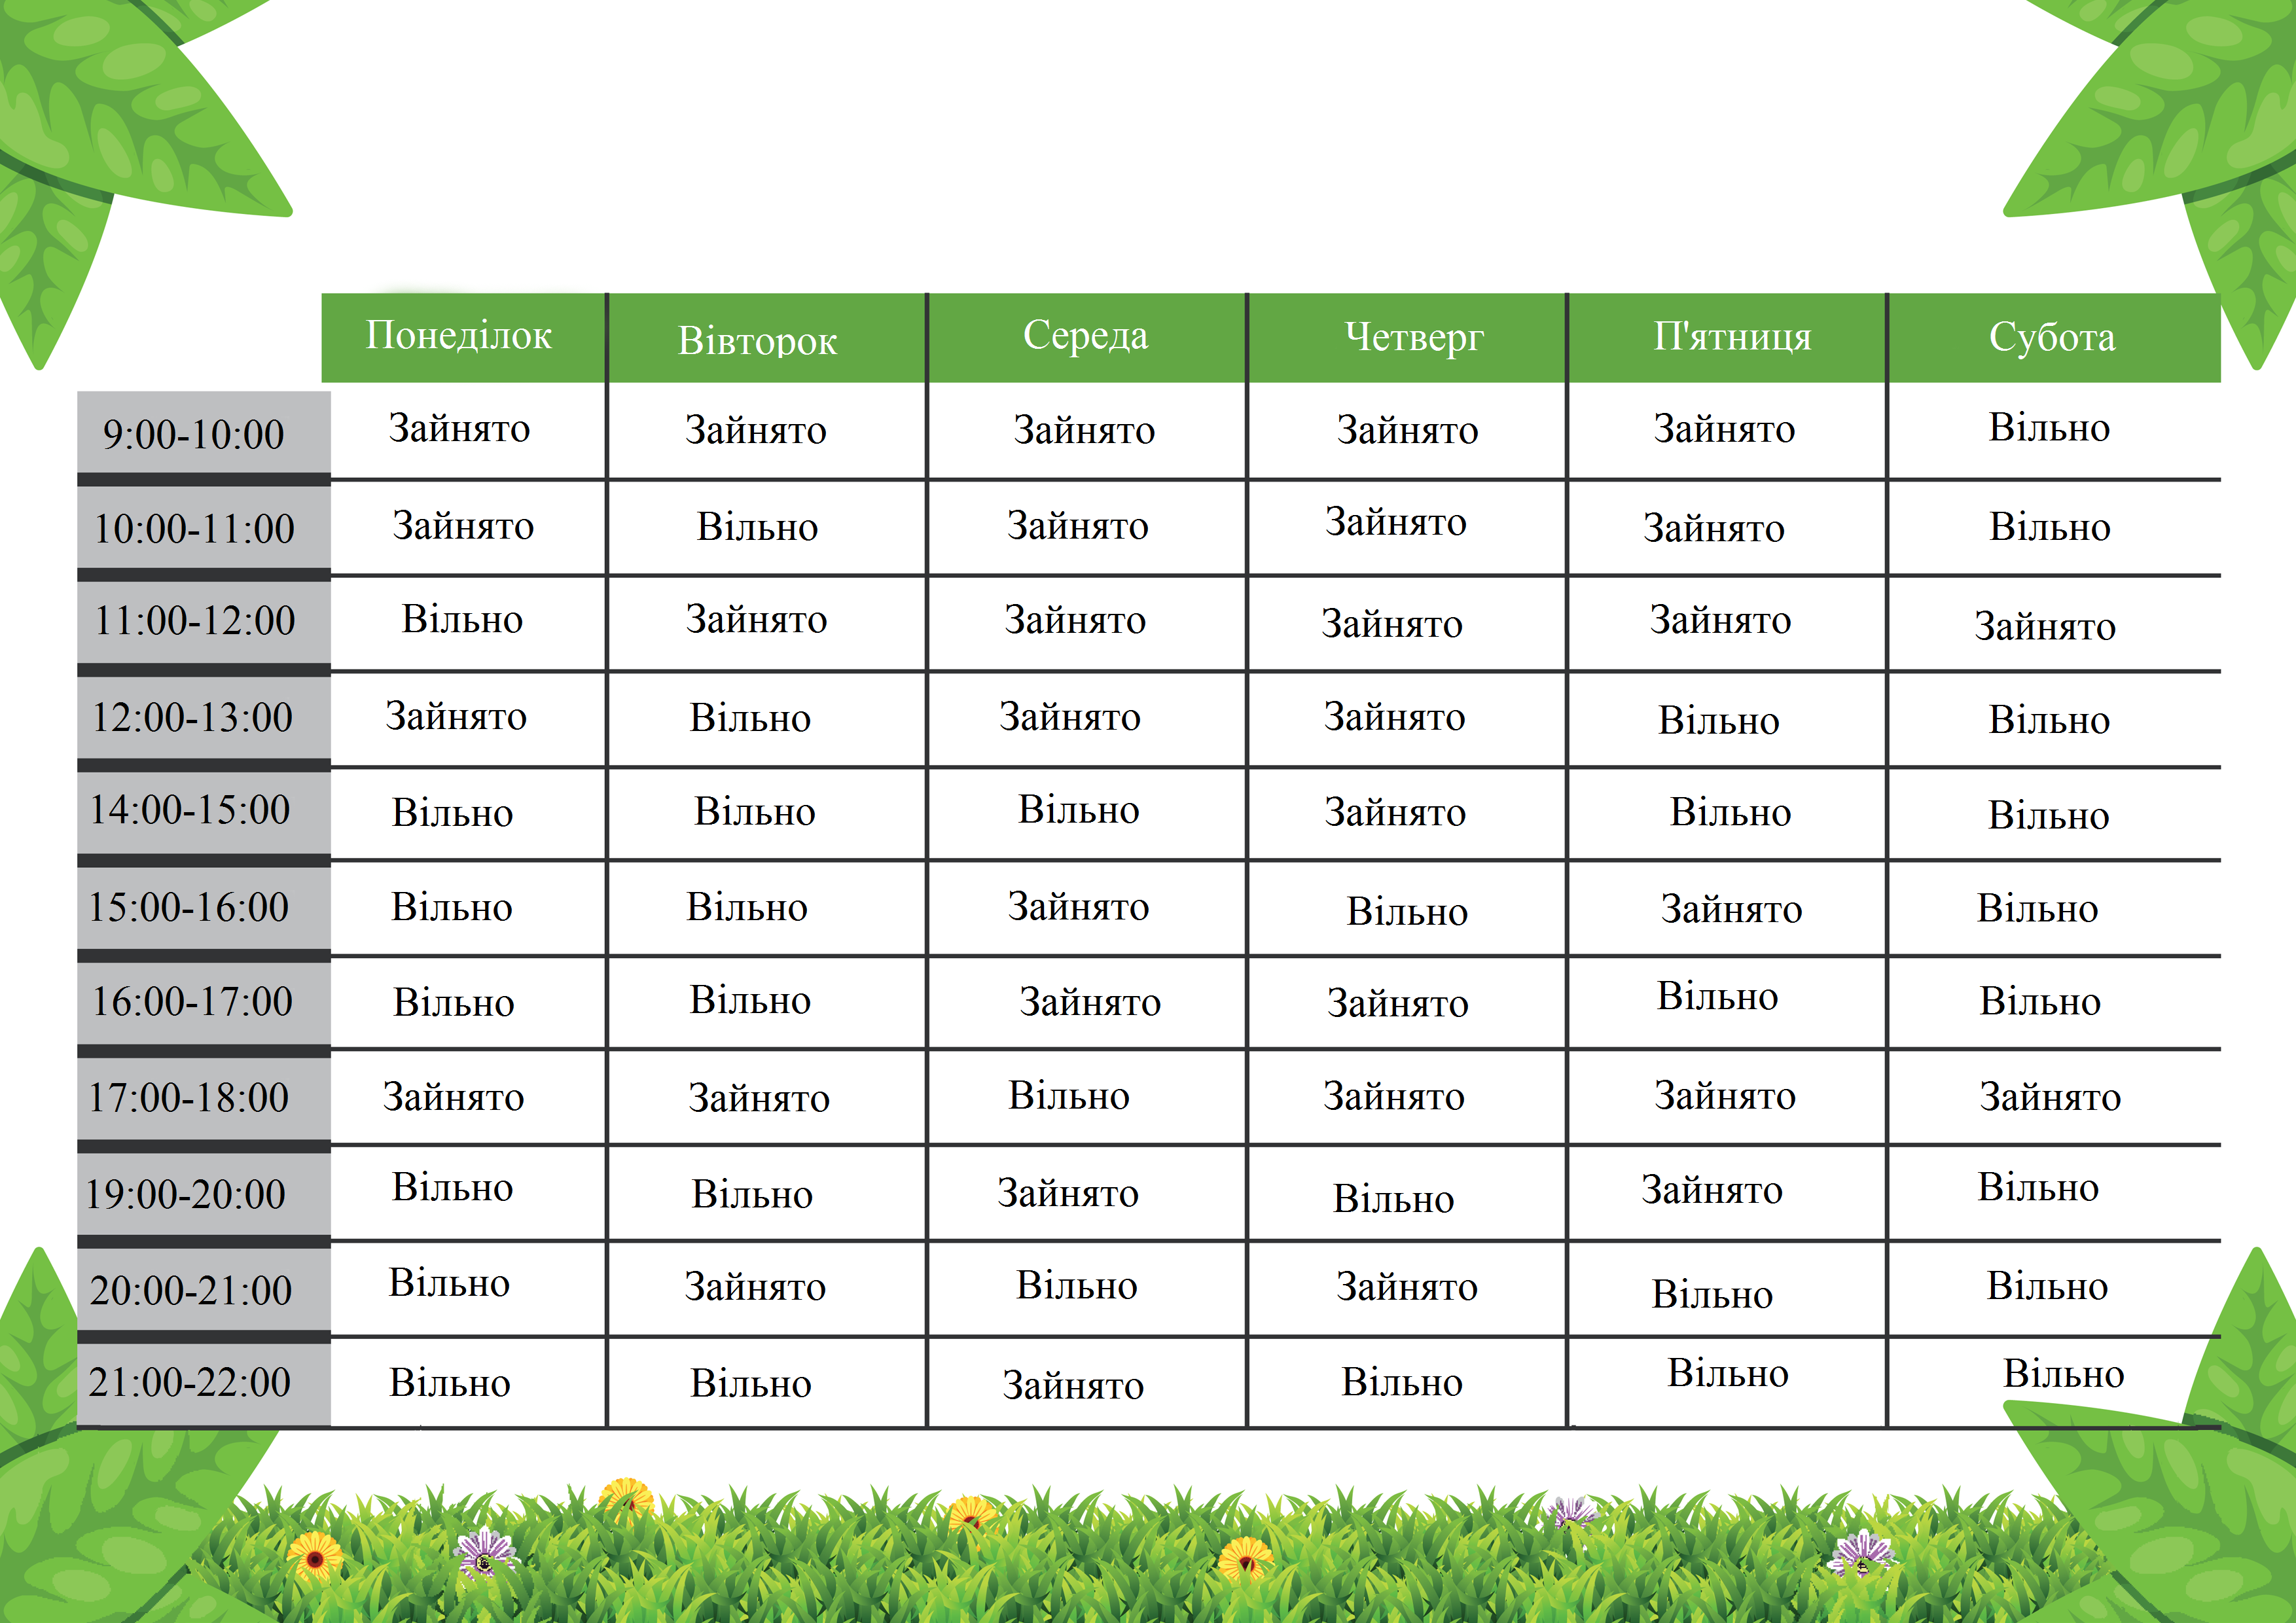 Понеділок Вівторок Середа Четверг П'ятниця Субота
9:00-10:00 Зайнято Зайнято Зайнято Зайнято Зайнято Вільно
10:00-11:00 Зайнято Вільно Зайнято Зайнято Зайнято Вільно
11:00-12:00 Вільно Зайнято Зайнято Зайнято Зайнято Зайнято
12:00-13:00 Зайнято Вільно Зайнято Зайнято Вільно Вільно
14:00-15:00 Вільно Вільно Вільно Зайнято Вільно Вільно
15:00-16:00 Вільно Вільно Зайнято Вільно Зайнято Вільно
16:00-17:00 Вільно Вільно Зайнято Зайнято Вільно Вільно
17:00-18:00 Зайнято Зайнято Вільно Зайнято Зайнято Зайнято
19:00-20:00 Вільно Вільно Зайнято Вільно Зайнято Вільно
20:00-21:00 Вільно Зайнято Вільно Зайнято Вільно Вільно
21:00-22:00 Вільно Вільно Зайнято Вільно Вільно Вільно